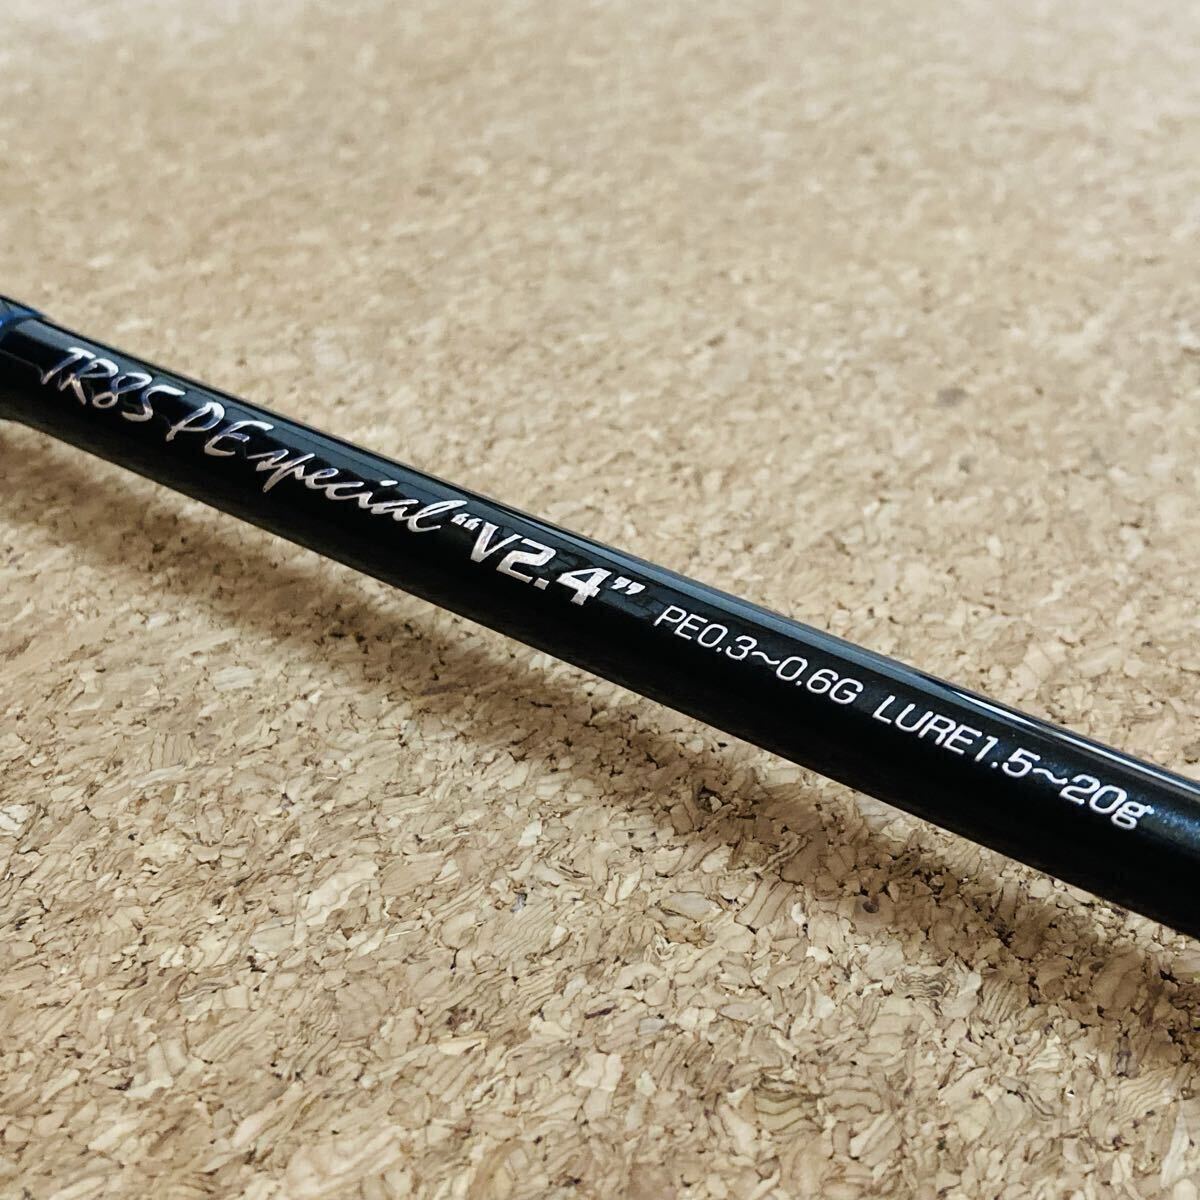 TR85 PE special “V2.4” PE0.3~0.6G LURE1.5~20g